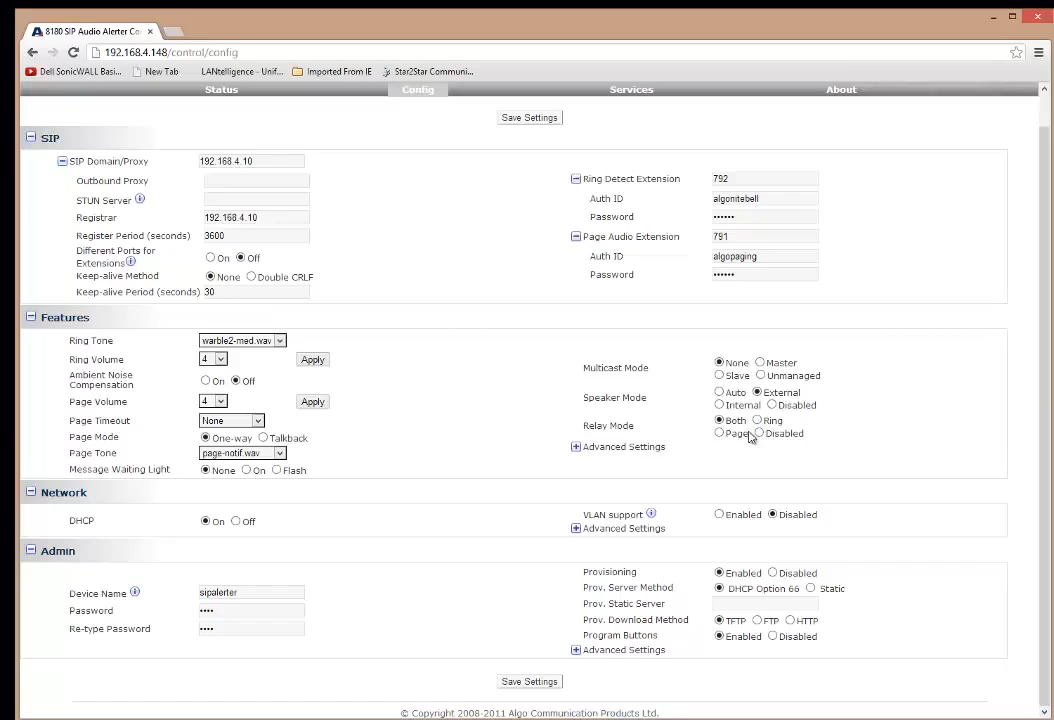 8180 SIP Audio Alerter Co
192.168.4.148/control/config
Dell SonicWALL Basi... New Tab LANtelligence - Unif... Imported From IE Star2Star Communi...
Status Config Services About
Save Settings
SIP
SIP Domain/Proxy 192.168.4.10
Outbound Proxy
STUN Server
Registrar 192.168.4.10
Register Period (seconds) 3600
Different Ports for
Extensions On Off
Keep-alive Method None Double CRLF
Keep-alive Period (seconds) 30
Ring Detect Extension 792
Auth ID algonitebell
Password ••••••
Page Audio Extension 791
Auth ID algopaging
Password ••••••
Features
Ring Tone warble2-med.wav
Ring Volume 4 Apply
Ambient Noise
Compensation On Off
Page Volume 4 Apply
Page Timeout None
Page Mode One-way Talkback
Page Tone page-notif.wav
Message Waiting Light None On Flash
Multicast Mode None Master
Slave Unmanaged
Speaker Mode Auto External
Internal Disabled
Relay Mode Both Ring
Page Disabled
Advanced Settings
Network
DHCP On Off
VLAN support Enabled Disabled
Advanced Settings
Admin
Device Name sipalerter
Password ••••
Re-type Password ••••
Provisioning Enabled Disabled
Prov. Server Method DHCP Option 66 Static
Prov. Static Server
Prov. Download Method TFTP FTP HTTP
Program Buttons Enabled Disabled
Advanced Settings
Save Settings
© Copyright 2008-2011 Algo Communication Products Ltd.